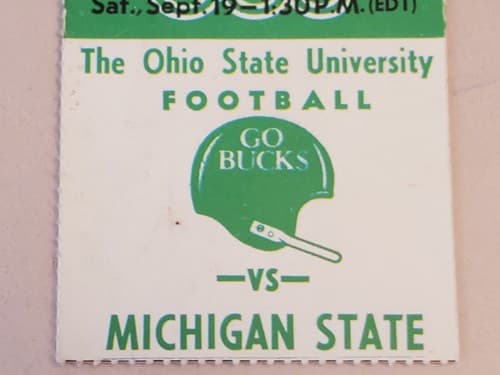 Sat., Sept. 19—1:30 P.M. (EDT)
The Ohio State University
FOOTBALL
GO
BUCKS
—VS—
MICHIGAN STATE